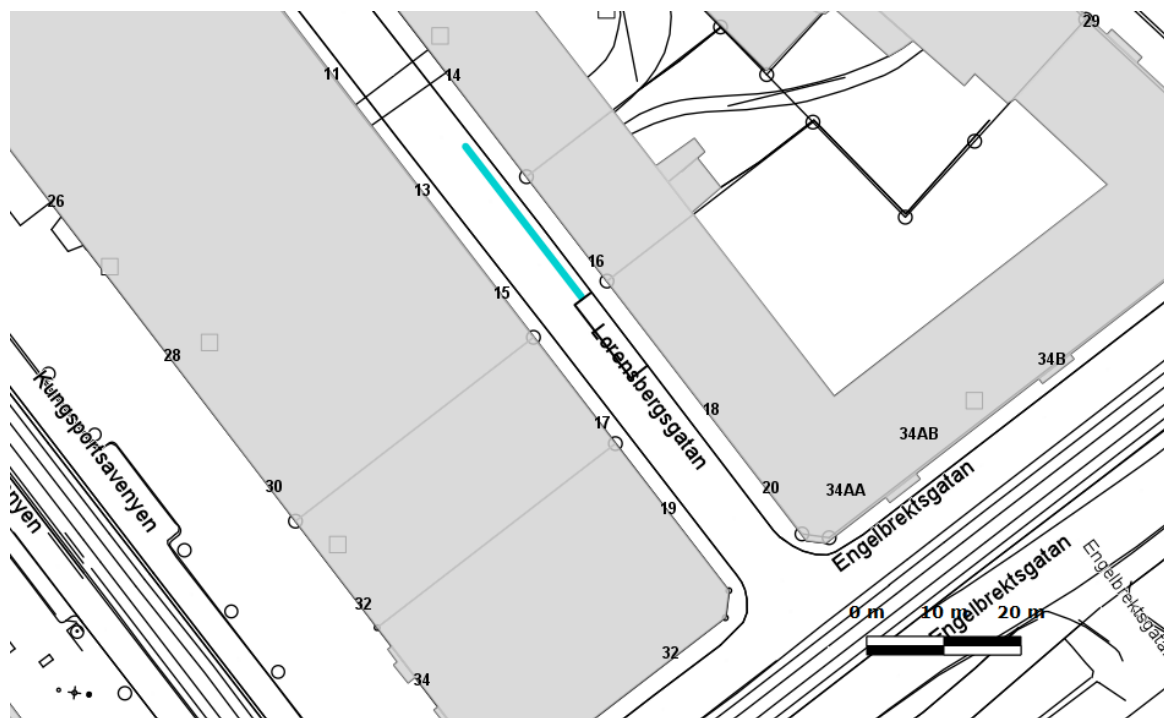 29
11
14
13
26
16
15
28
Lorensbergsgatan
34B
18
17
34AB
Kungsportsavenyen
30
20
34AA
Engelbrektsgatan
yen
19
Engelbrektsgatan
Engelbrektsgatan
32
0 m 10 m 20 m
32
34